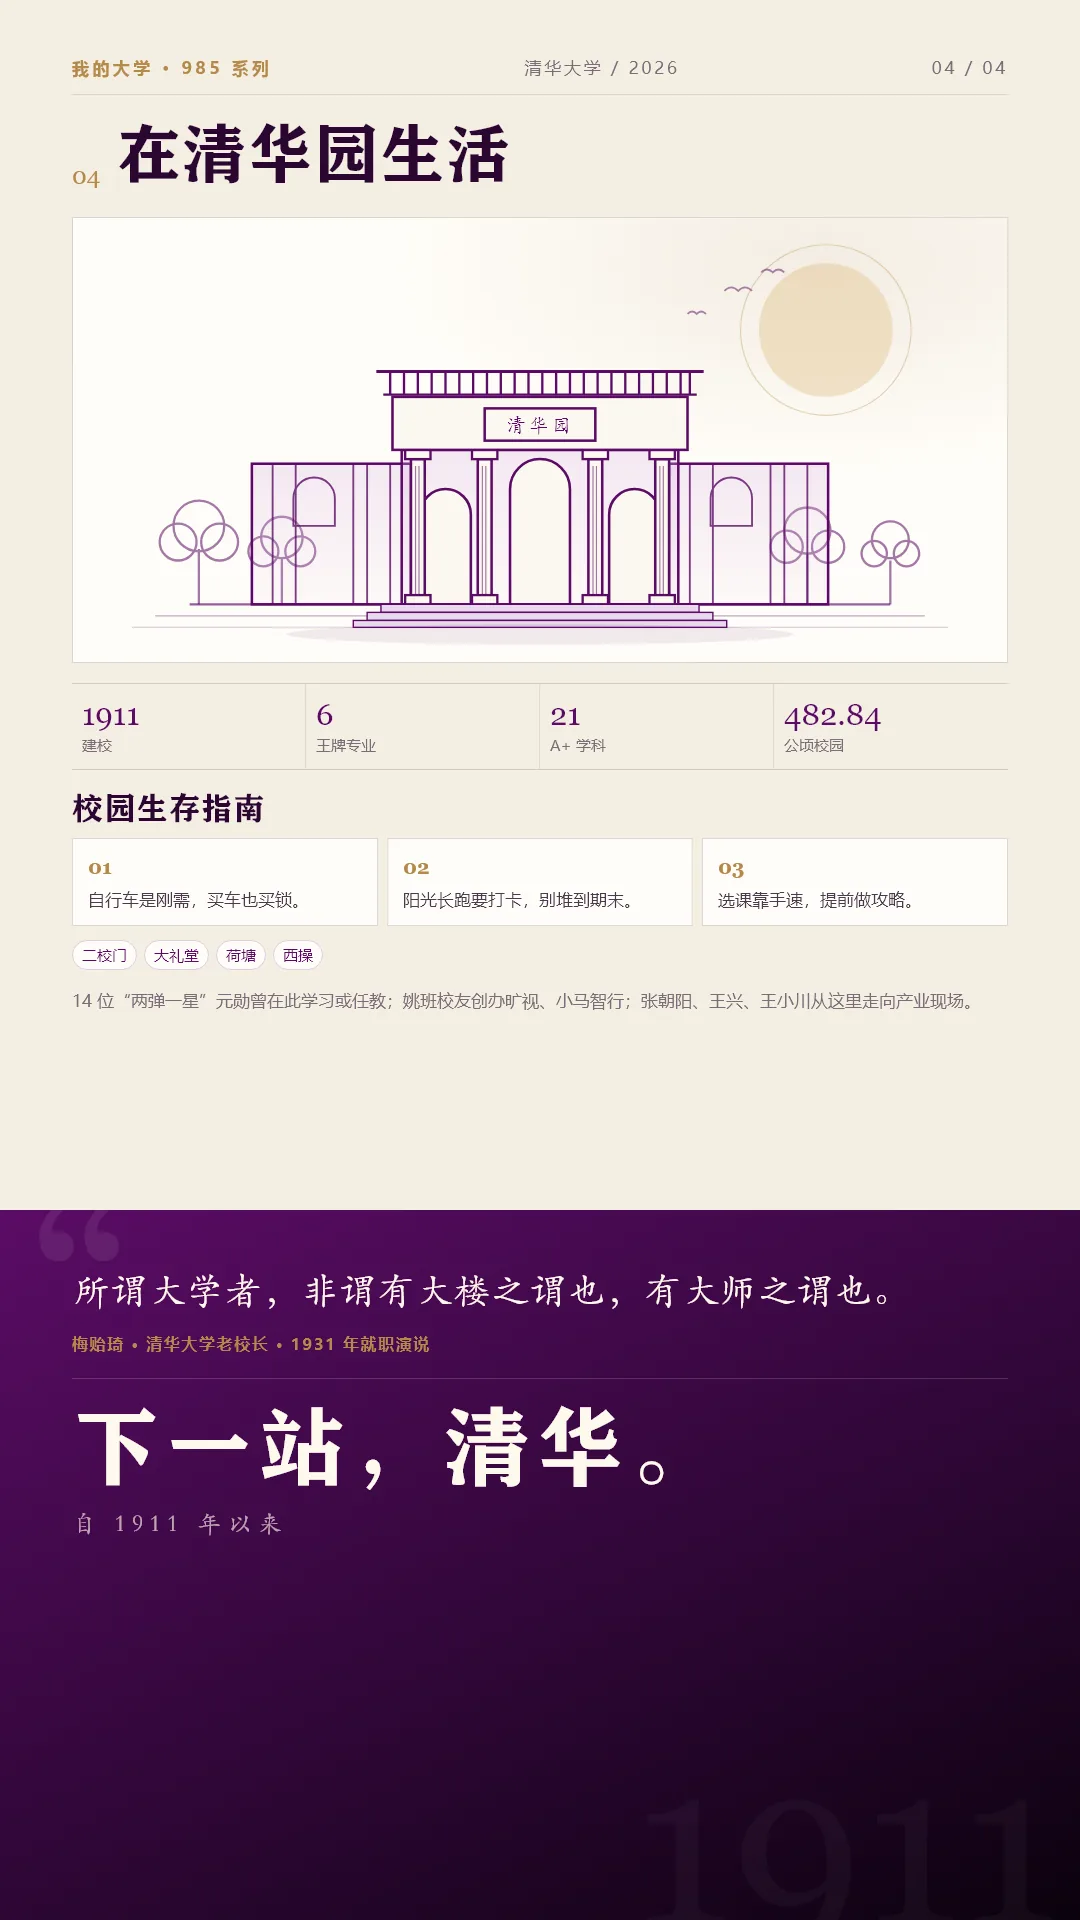 我的大学 • 985 系列
清华大学 / 2026
04 / 04
04 在清华园生活
清华园
1911
建校
6
王牌专业
21
A+ 学科
482.84
公顷校园
校园生存指南
01
自行车是刚需，买车也买锁。
02
阳光长跑要打卡，别堆到期末。
03
选课靠手速，提前做攻略。
二校门 大礼堂 荷塘 西操
14 位“两弹一星”元勋曾在此学习或任教；姚班校友创办旷视、小马智行；张朝阳、王兴、王小川从这里走向产业现场。
“
所谓大学者，非谓有大楼之谓也，有大师之谓也。
梅贻琦 • 清华大学老校长 • 1931 年就职演说
下一站，清华。
自 1911 年以来
1911